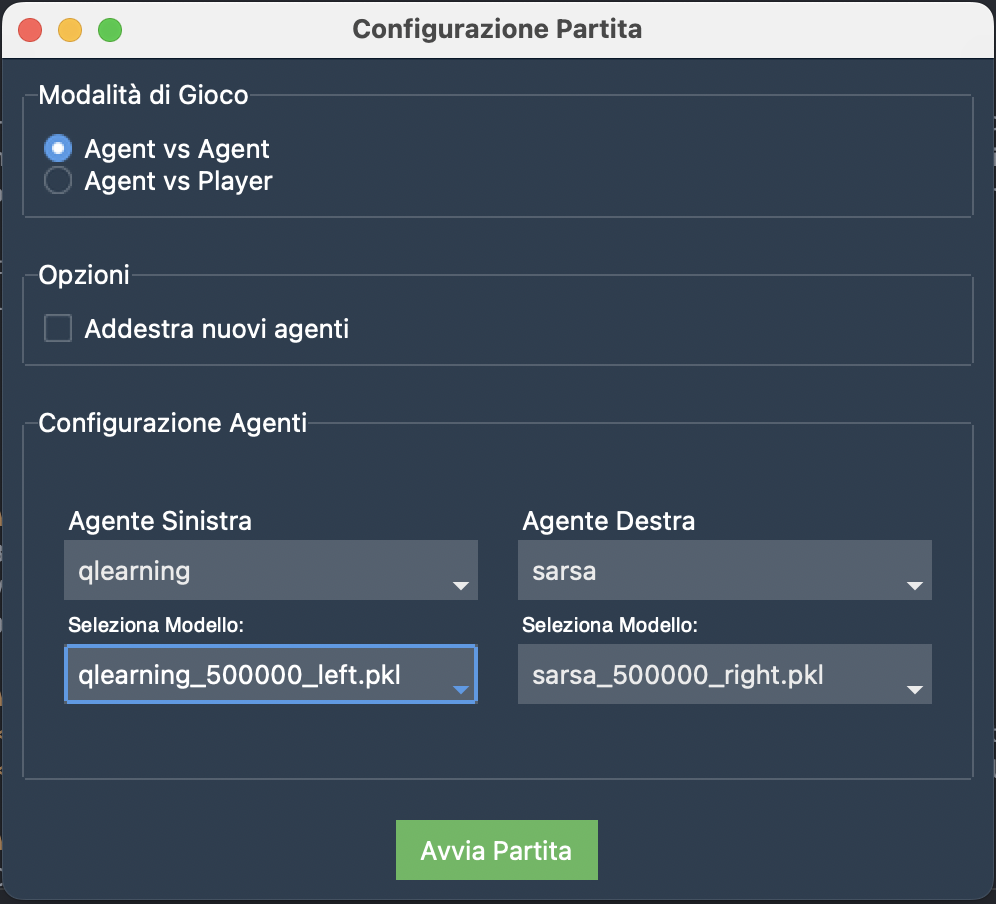 Configurazione Partita
Modalità di Gioco
Agent vs Agent
Agent vs Player
Opzioni
Addestra nuovi agenti
Configurazione Agenti
Agente Sinistra
qlearning
Seleziona Modello:
qlearning_500000_left.pkl
Agente Destra
sarsa
Seleziona Modello:
sarsa_500000_right.pkl
Avvia Partita